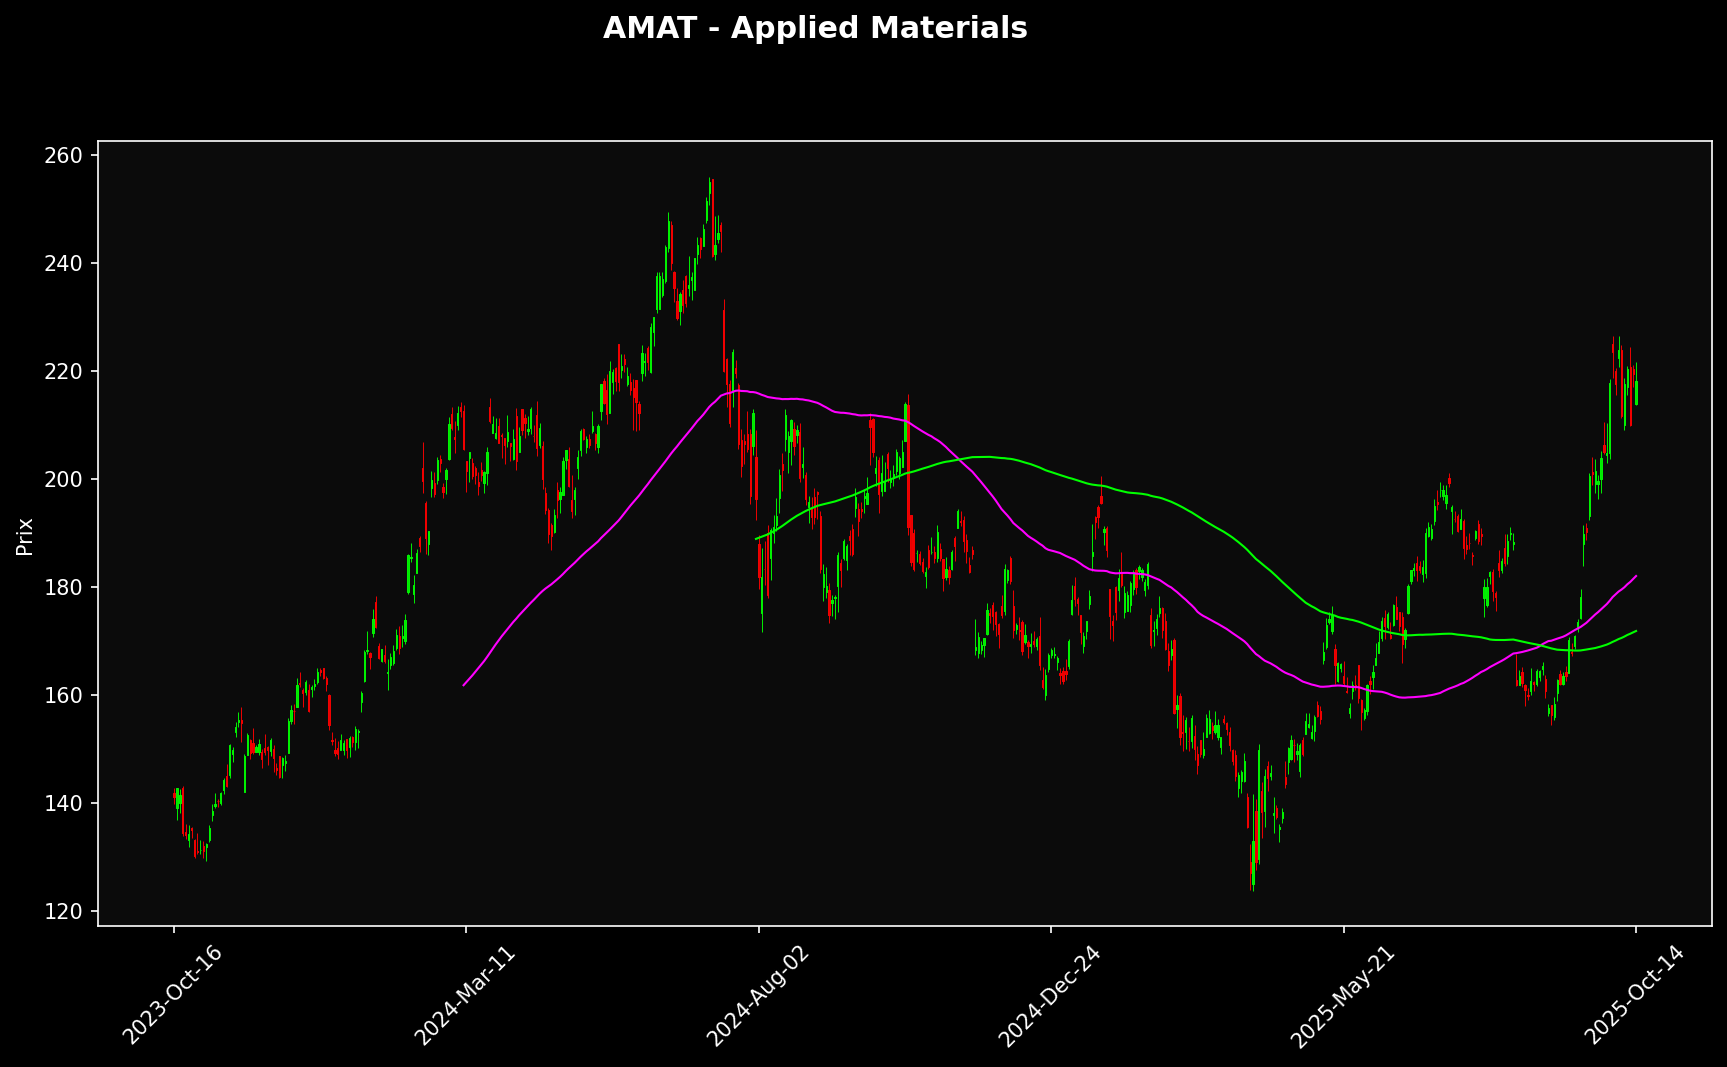 AMAT - Applied Materials
260
240
220
200
180
160
140
120
Prix
2023-Oct-16
2024-Mar-11
2024-Aug-02
2024-Dec-24
2025-May-21
2025-Oct-14